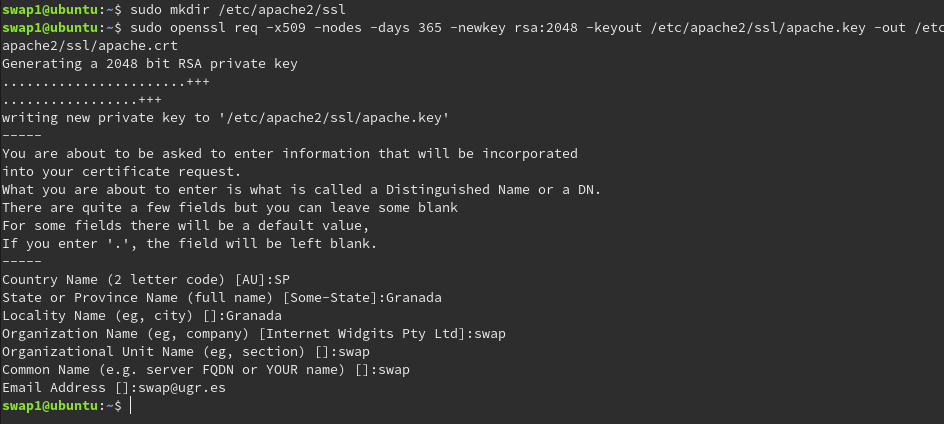 swap1@ubuntu:~$ sudo mkdir /etc/apache2/ssl
swap1@ubuntu:~$ sudo openssl req -x509 -nodes -days 365 -newkey rsa:2048 -keyout /etc/apache2/ssl/apache.key -out /etc/
apache2/ssl/apache.crt
Generating a 2048 bit RSA private key
.......................+++
.................+++
writing new private key to '/etc/apache2/ssl/apache.key'
-----
You are about to be asked to enter information that will be incorporated
into your certificate request.
What you are about to enter is what is called a Distinguished Name or a DN.
There are quite a few fields but you can leave some blank
For some fields there will be a default value,
If you enter '.', the field will be left blank.
-----
Country Name (2 letter code) [AU]:SP
State or Province Name (full name) [Some-State]:Granada
Locality Name (eg, city) []:Granada
Organization Name (eg, company) [Internet Widgits Pty Ltd]:swap
Organizational Unit Name (eg, section) []:swap
Common Name (e.g. server FQDN or YOUR name) []:swap
Email Address []:swap@ugr.es
swap1@ubuntu:~$